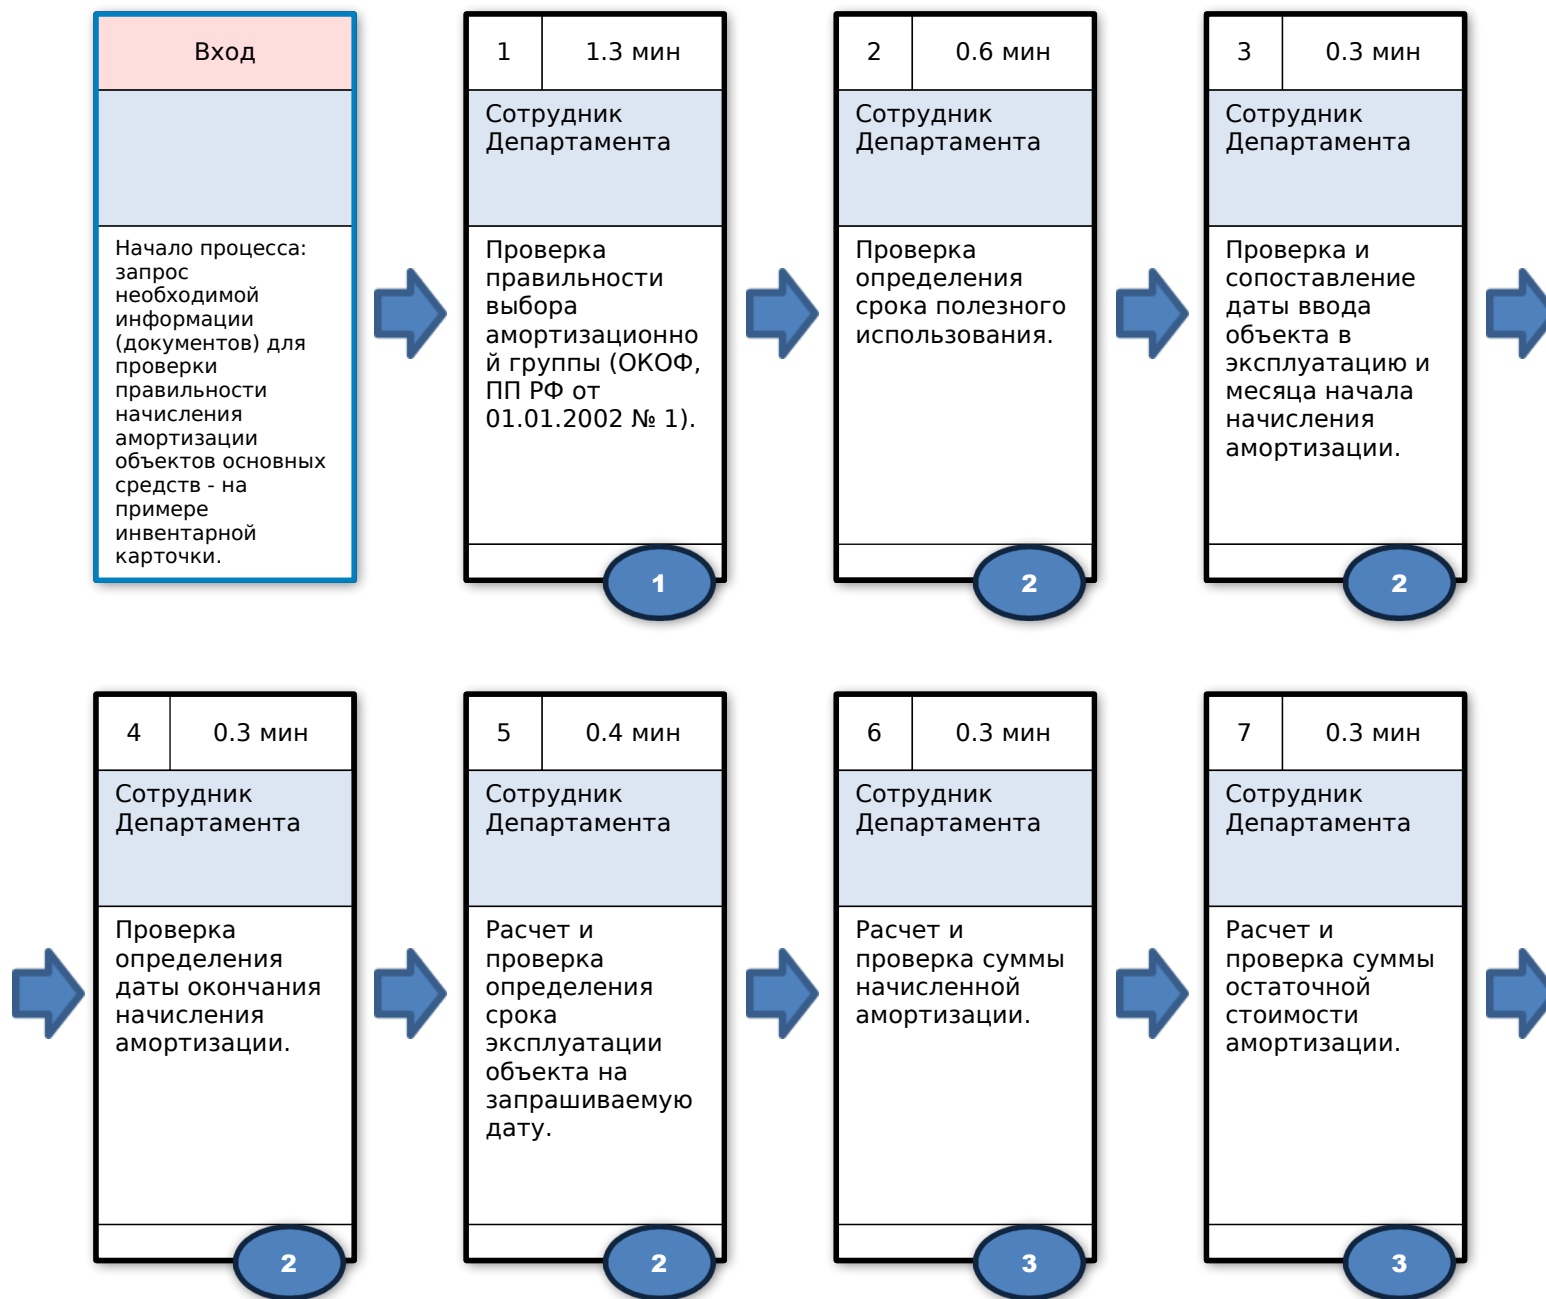 Вход
Начало процесса:
запрос
необходимой
информации
(документов) для
проверки
правильности
начисления
амортизации
объектов основных
средств - на
примере
инвентарной
карточки.
1
1.3 мин
Сотрудник
Департамента
Проверка
правильности
выбора
амортизационно
й группы (ОКОФ,
ПП РФ от
01.01.2002 № 1).
1
2
0.6 мин
Сотрудник
Департамента
Проверка
определения
срока полезного
использования.
2
3
0.3 мин
Сотрудник
Департамента
Проверка и
сопоставление
даты ввода
объекта в
эксплуатацию и
месяца начала
начисления
амортизации.
2
4
0.3 мин
Сотрудник
Департамента
Проверка
определения
даты окончания
начисления
амортизации.
2
5
0.4 мин
Сотрудник
Департамента
Расчет и
проверка
определения
срока
эксплуатации
объекта на
запрашиваемую
дату.
2
6
0.3 мин
Сотрудник
Департамента
Расчет и
проверка суммы
начисленной
амортизации.
3
7
0.3 мин
Сотрудник
Департамента
Расчет и
проверка суммы
остаточной
стоимости
амортизации.
3